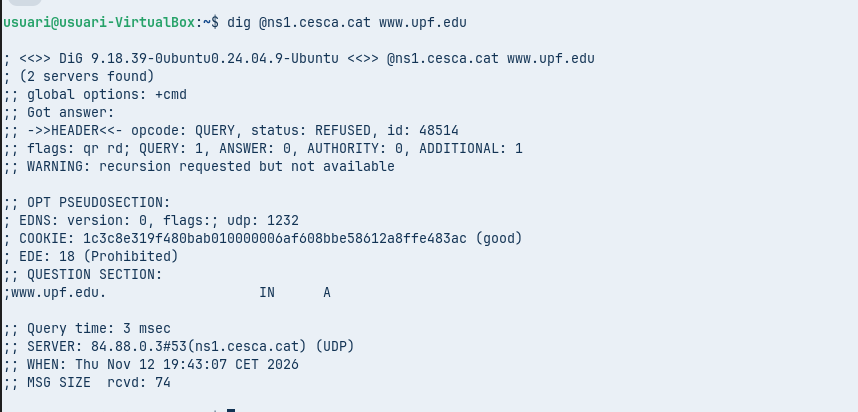 usuari@usuari-VirtualBox:~$ dig @ns1.cesca.cat www.upf.edu
; <<>> DiG 9.18.39-0ubuntu0.24.04.9-Ubuntu <<>> @ns1.cesca.cat www.upf.edu
; (2 servers found)
;; global options: +cmd
;; Got answer:
;; ->>HEADER<<- opcode: QUERY, status: REFUSED, id: 48514
;; flags: qr rd; QUERY: 1, ANSWER: 0, AUTHORITY: 0, ADDITIONAL: 1
;; WARNING: recursion requested but not available
;; OPT PSEUDOSECTION:
; EDNS: version: 0, flags:; udp: 1232
; COOKIE: 1c3c8e319f480bab010000006af608bbe58612a8ffe483ac (good)
; EDE: 18 (Prohibited)
;; QUESTION SECTION:
;www.upf.edu. IN A
;; Query time: 3 msec
;; SERVER: 84.88.0.3#53(ns1.cesca.cat) (UDP)
;; WHEN: Thu Nov 12 19:43:07 CET 2026
;; MSG SIZE rcvd: 74